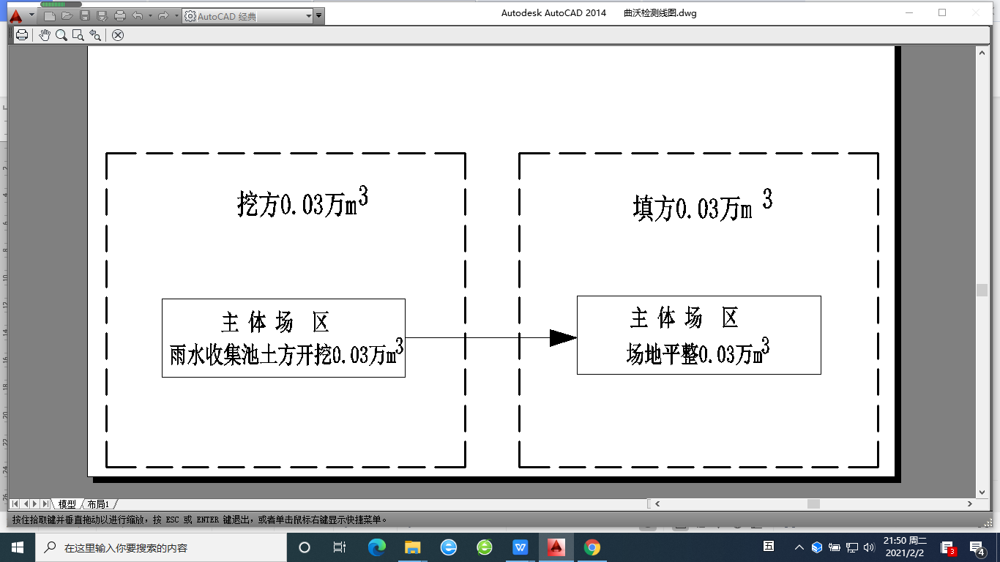 AutoCAD 经典
Autodesk AutoCAD 2014 曲沃检测线图.dwg
挖方0.03万m³
填方0.03万m ³
主 体 场 区
雨水收集池土方开挖0.03万m³
主 体 场 区
场地平整0.03万m³
模型
布局1
按住拾取键并垂直拖动以进行缩放，按 ESC 或 ENTER 键退出，或者单击鼠标右键显示快捷菜单。
在这里输入你要搜索的内容
五
21:50 周二
2021/2/2
3
4